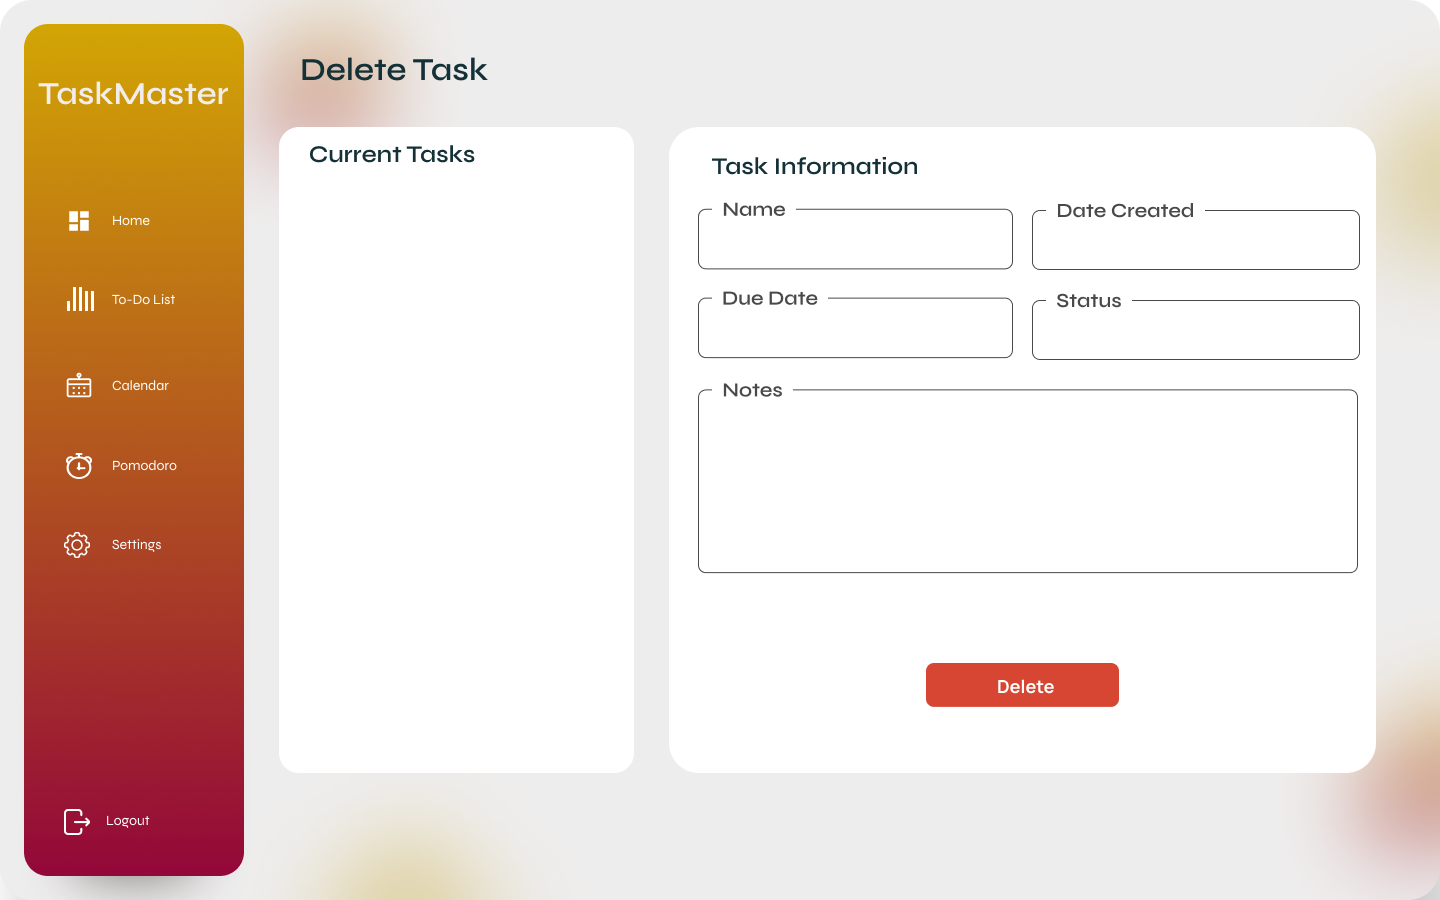 TaskMaster
Home
To-Do List
Calendar
Pomodoro
Settings
Logout
Delete Task
Current Tasks
Task Information
Name
Date Created
Due Date
Status
Notes
Delete